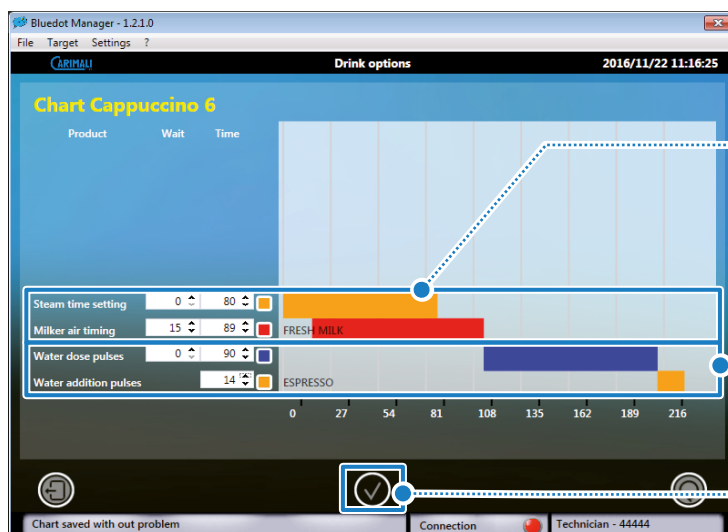 Bluedot Manager - 1.2.1.0
File Target Settings ?
CARIMALI Drink options 2016/11/22 11:16:25
Chart Cappuccino 6
Product Wait Time
Steam time setting 0 80
Milker air timing 15 89 FRESH MILK
Water dose pulses 0 90
Water addition pulses 14 ESPRESSO
0 27 54 81 108 135 162 189 216
Chart saved with out problem Connection Technician - 44444